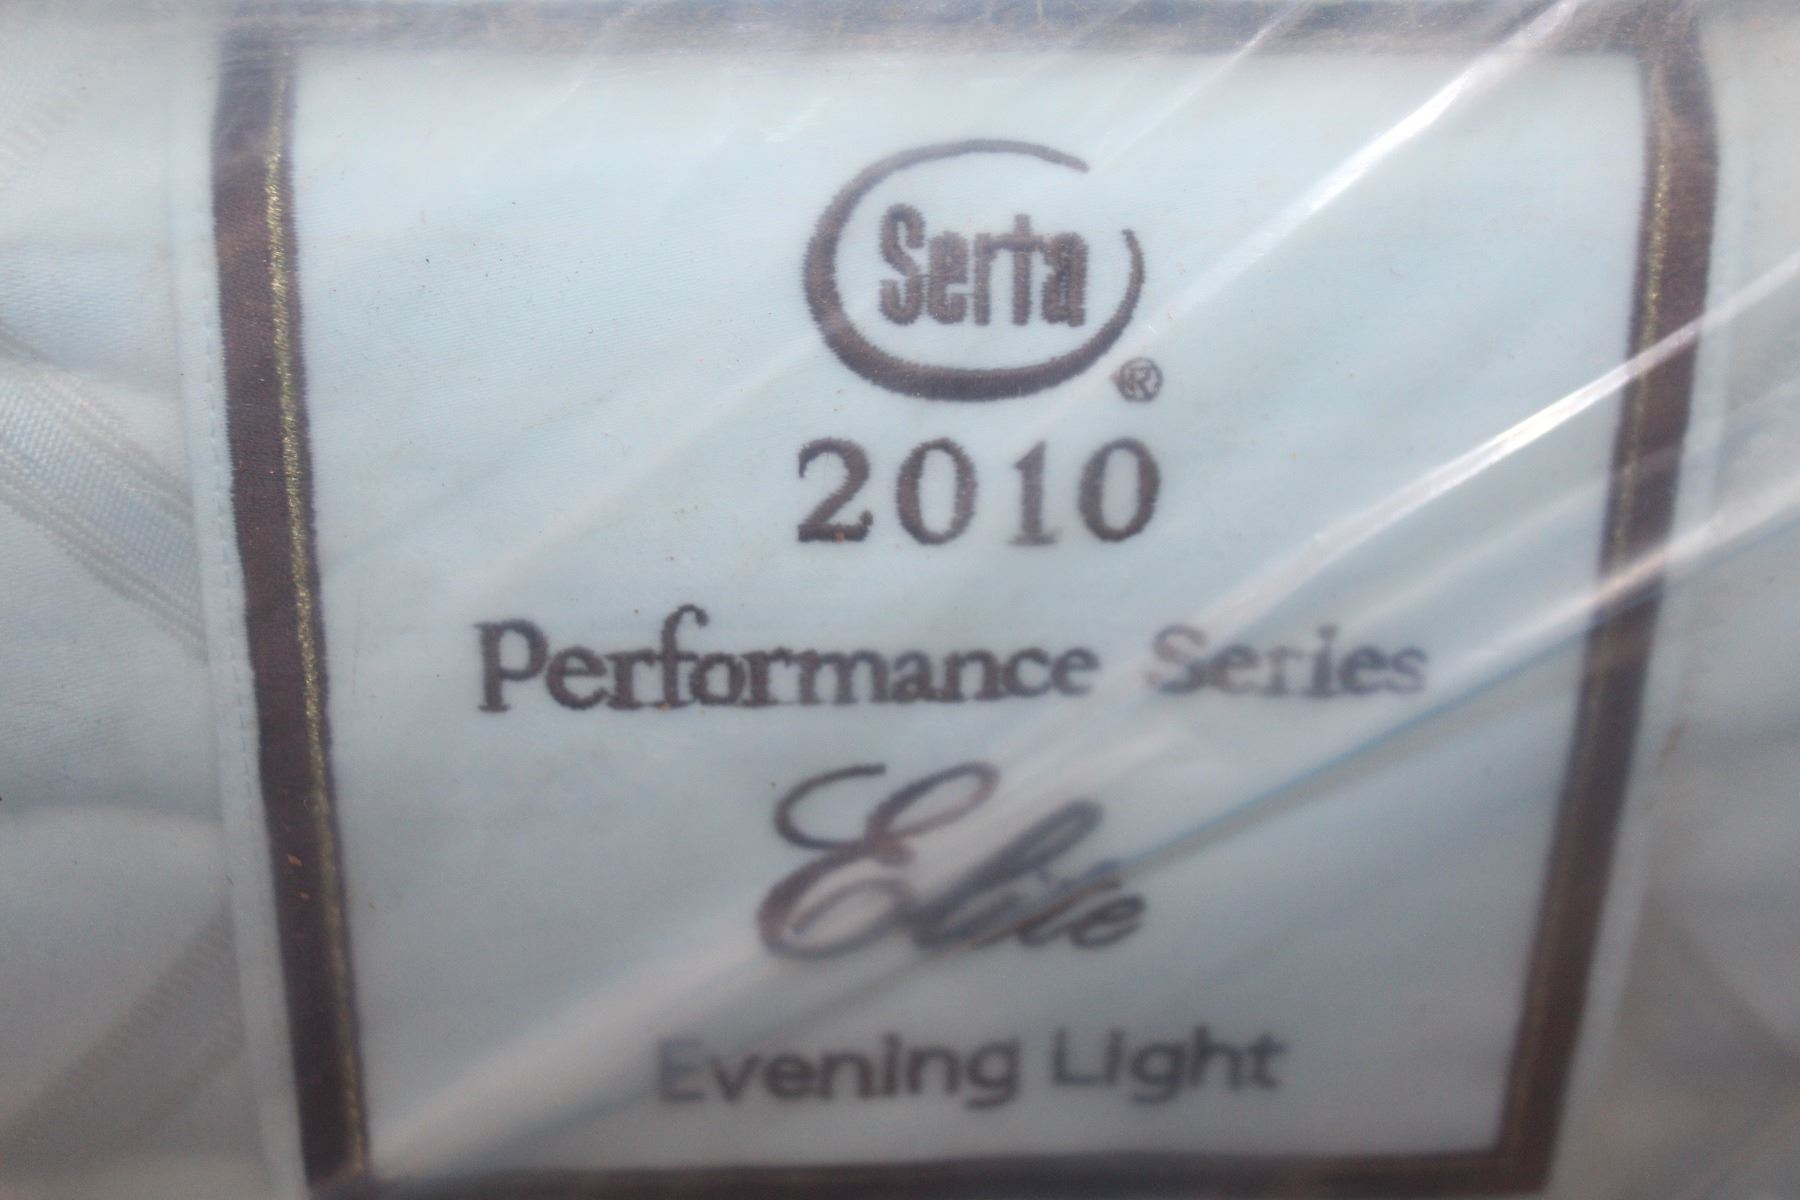 Serta®
2010
Performance Series
Elite
Evening Light